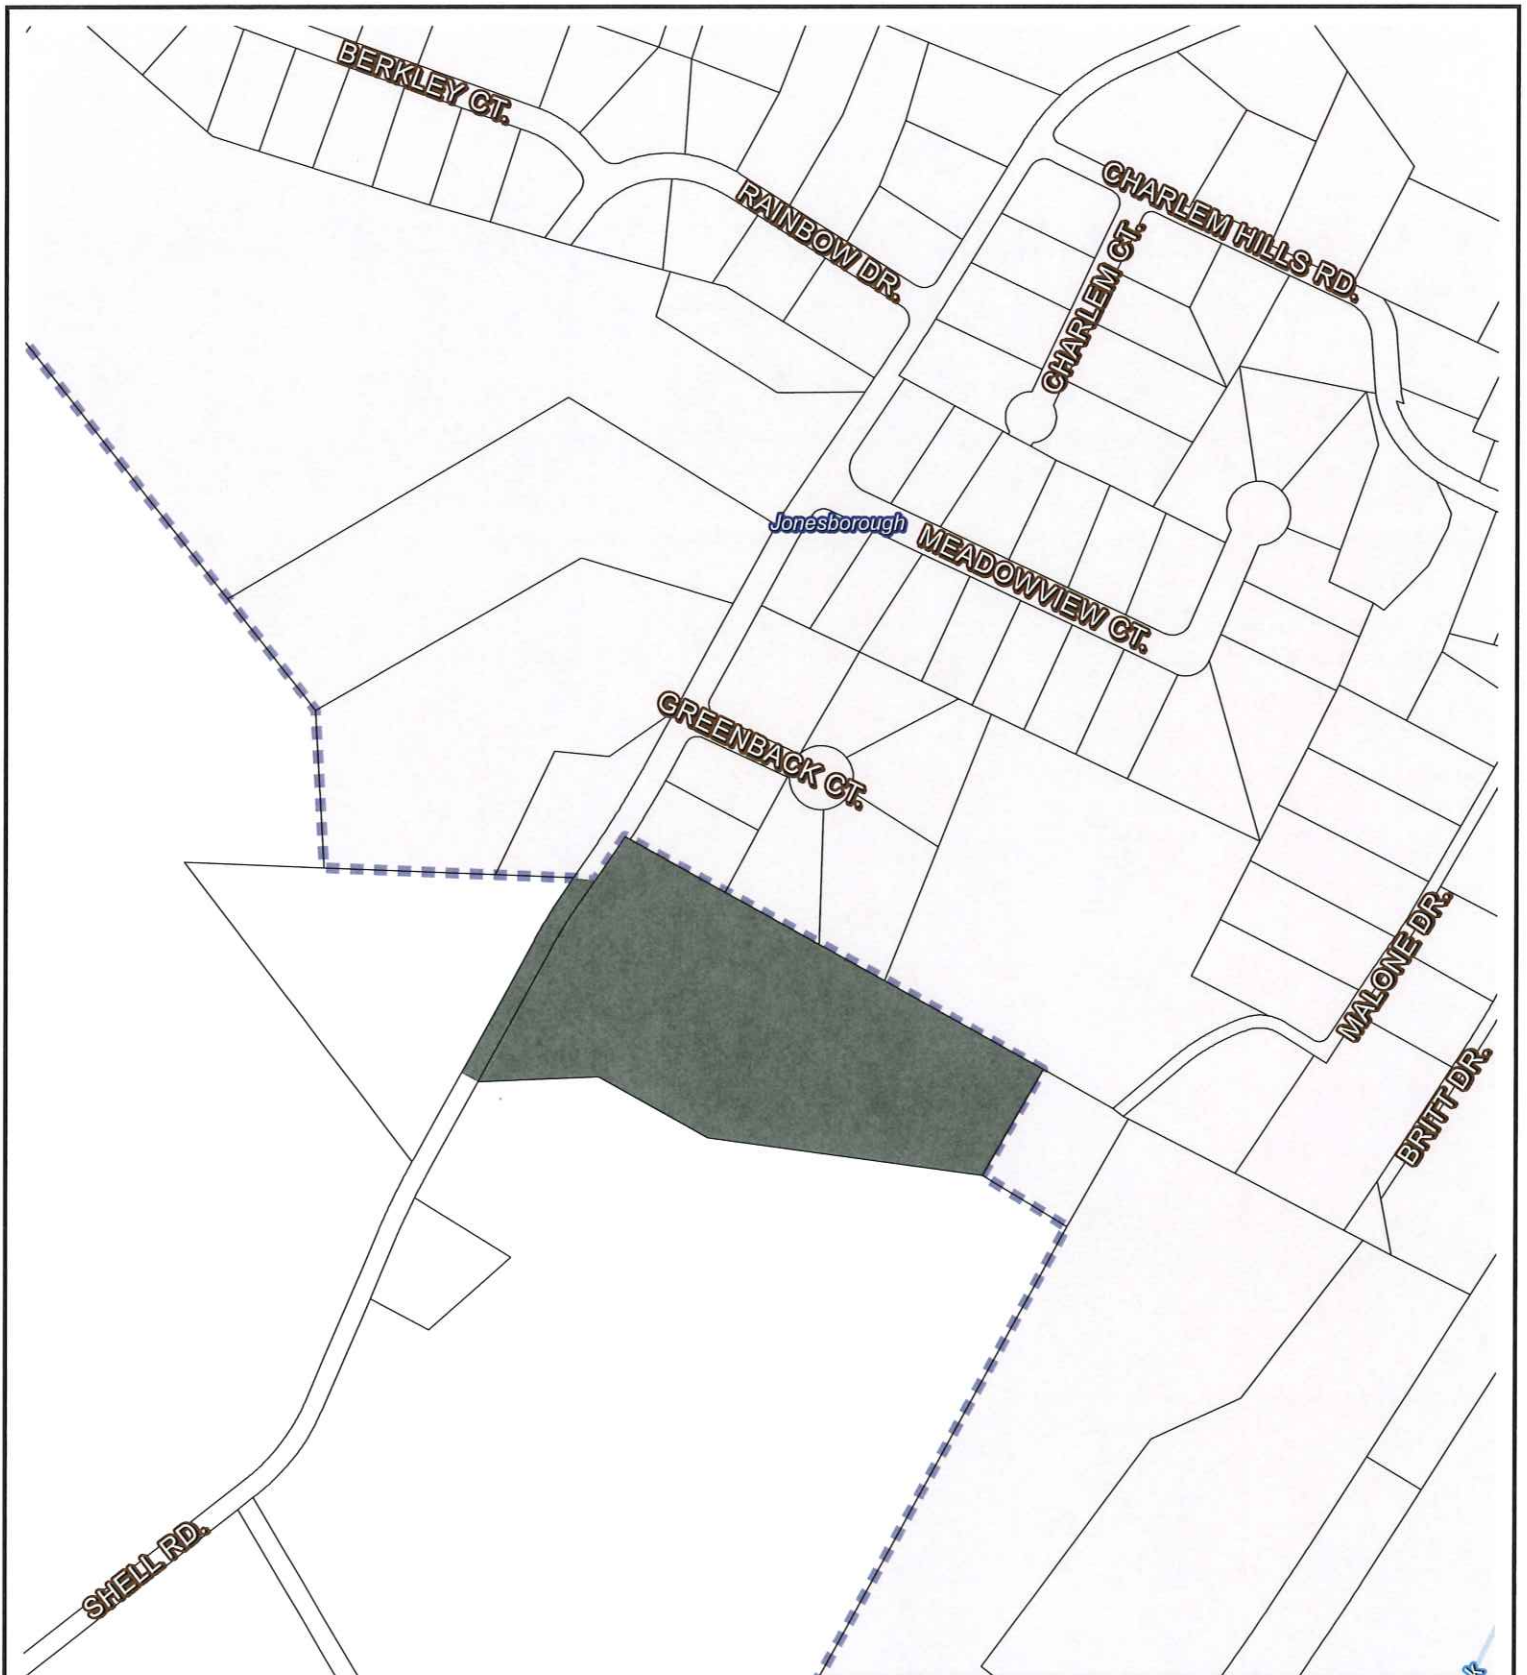 BERKLEY CT.
RAINBOW DR.
CHARLEM HILLS RD.
CHARLEM CT.
Jonesborough
MEADOWVIEW CT.
GREENBACK CT.
MALONE DR.
BRITT DR.
SHELL RD.